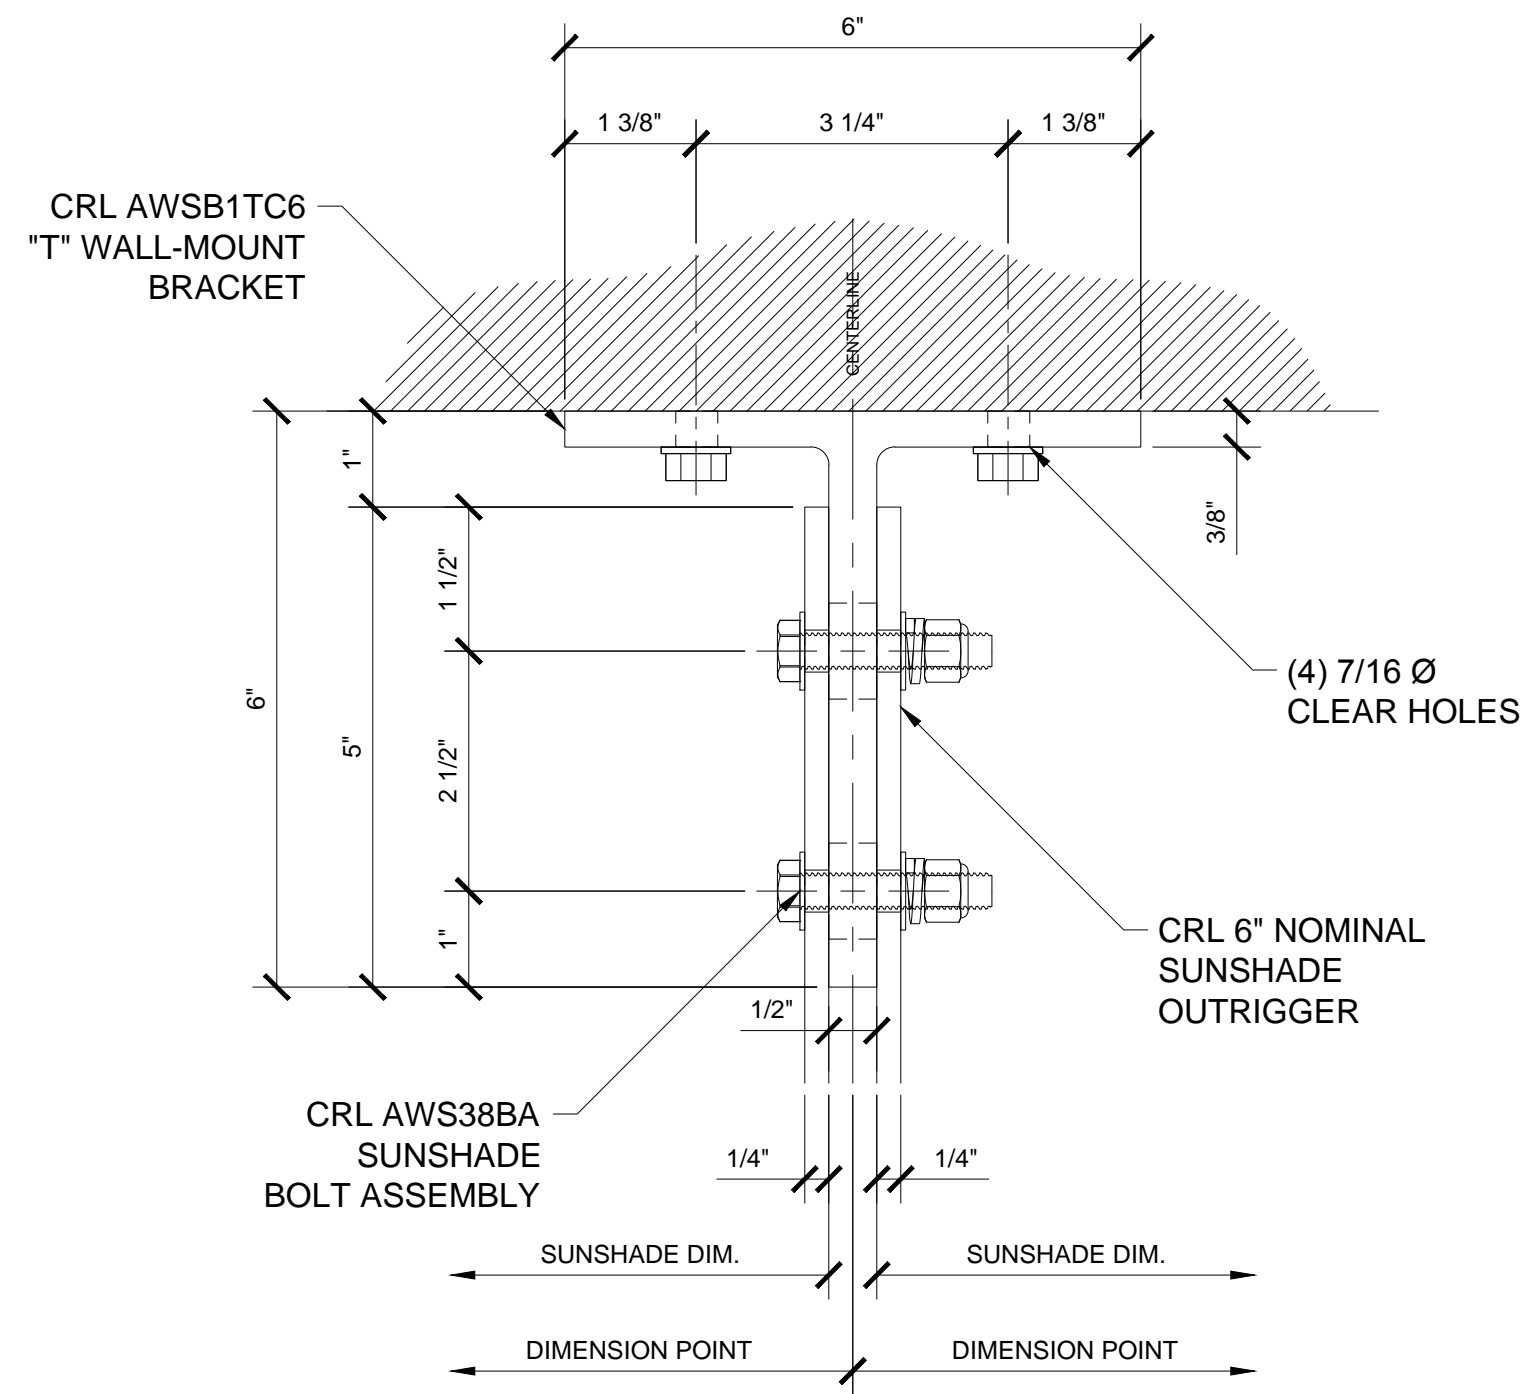 6"
1 3/8"
3 1/4"
1 3/8"
CRL AWSB1TC6
"T" WALL-MOUNT
BRACKET
CENTERLINE
1"
3/8"
1 1/2"
6"
5"
2 1/2"
1"
(4) 7/16 Ø
CLEAR HOLES
CRL 6" NOMINAL
SUNSHADE
OUTRIGGER
1/2"
CRL AWS38BA
SUNSHADE
BOLT ASSEMBLY
1/4"
1/4"
SUNSHADE DIM.
SUNSHADE DIM.
DIMENSION POINT
DIMENSION POINT